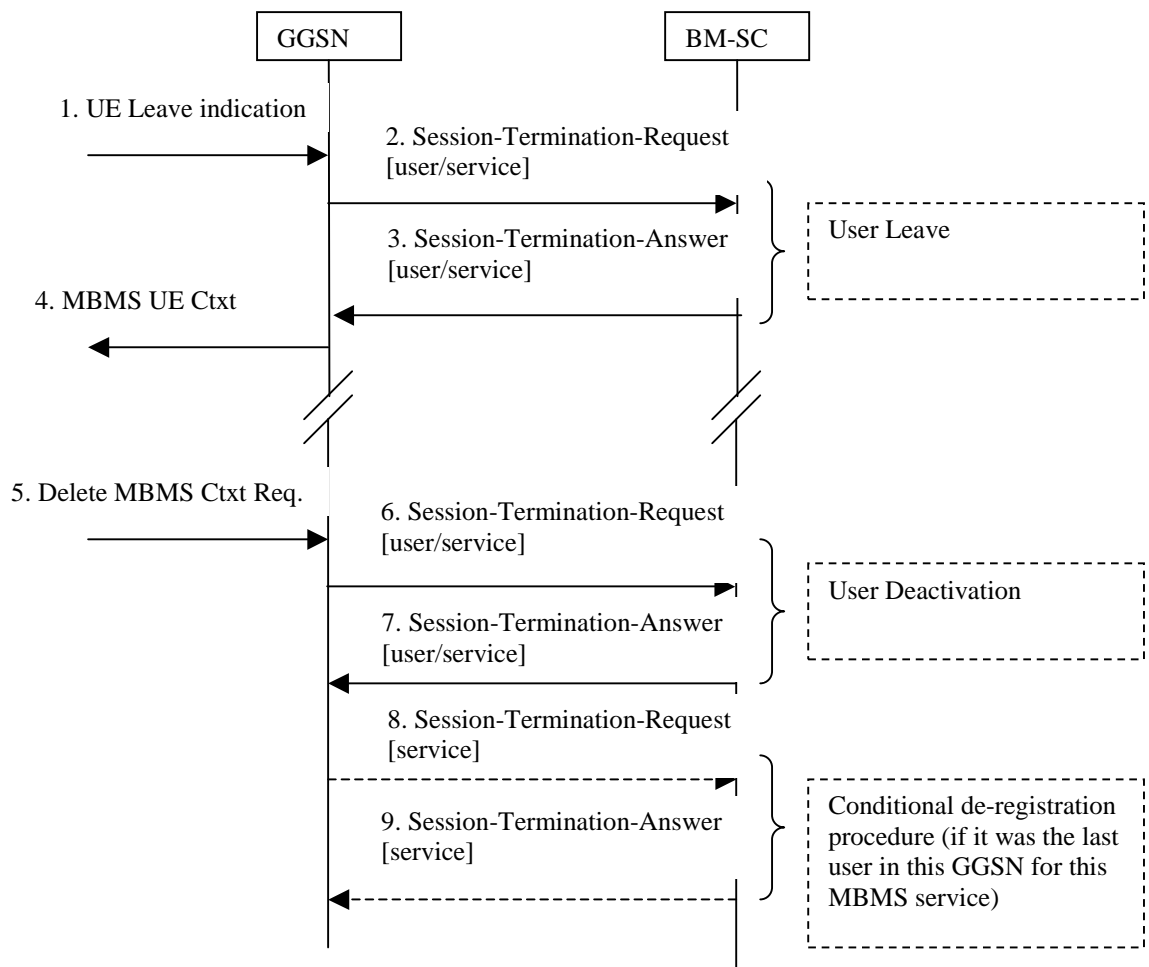 GGSN
BM-SC
1. UE Leave indication
2. Session-Termination-Request
[user/service]
3. Session-Termination-Answer
[user/service]
User Leave
4. MBMS UE Ctxt
5. Delete MBMS Ctxt Req.
6. Session-Termination-Request
[user/service]
User Deactivation
7. Session-Termination-Answer
[user/service]
8. Session-Termination-Request
[service]
9. Session-Termination-Answer
[service]
Conditional de-registration
procedure (if it was the last
user in this GGSN for this
MBMS service)